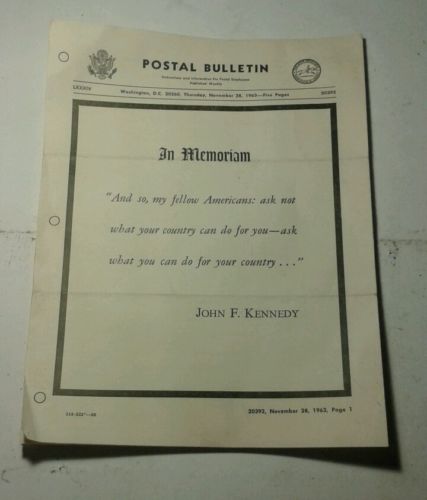 POSTAL BULLETIN
Instructions and Information for Postal Employees
Published Weekly
Washington, D.C. 20260, Thursday, November 28, 1963—Five Pages
20392
In Memoriam
"And so, my fellow Americans: ask not
what your country can do for you—ask
what you can do for your country . . ."
JOHN F. KENNEDY
20392, November 28, 1963, Page 1